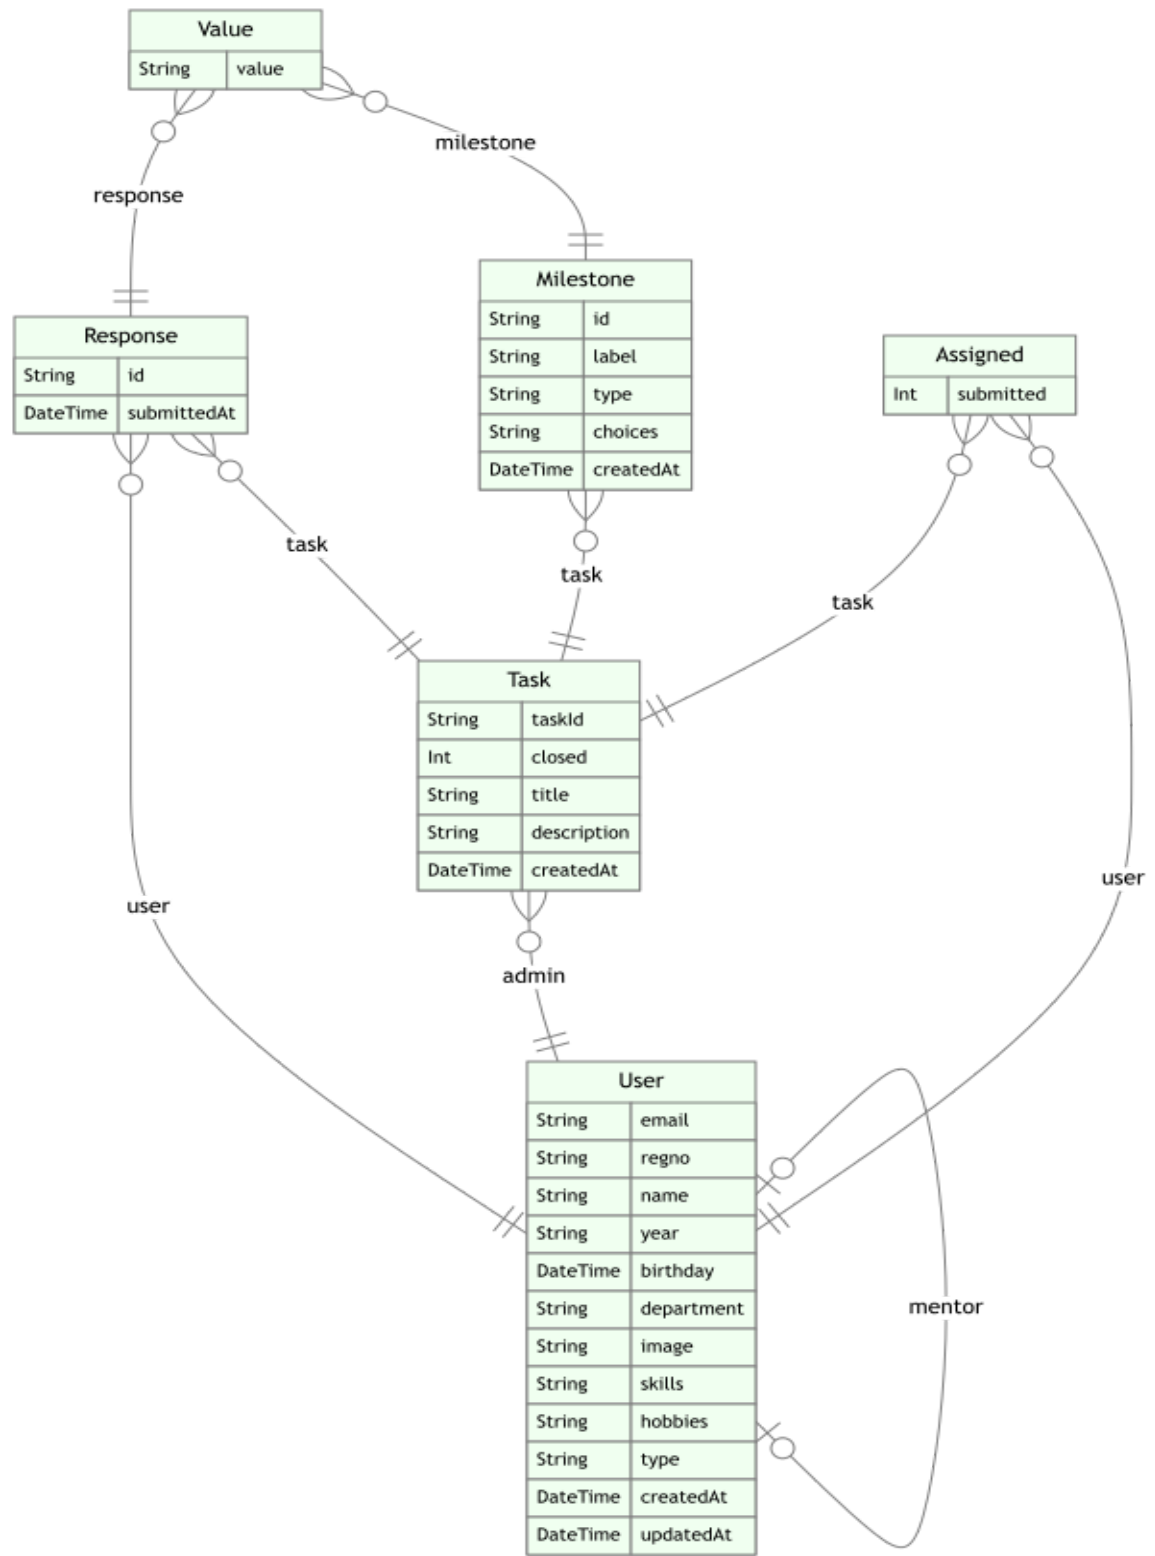 Value
String value
milestone
response
Milestone
String id
String label
String type
String choices
DateTime createdAt
Response
String id
DateTime submittedAt
Assigned
Int submitted
task
task
task
Task
String taskId
Int closed
String title
String description
DateTime createdAt
user
user
admin
User
String email
String regno
String name
String year
DateTime birthday
String department
String image
String skills
String hobbies
String type
DateTime createdAt
DateTime updatedAt
mentor